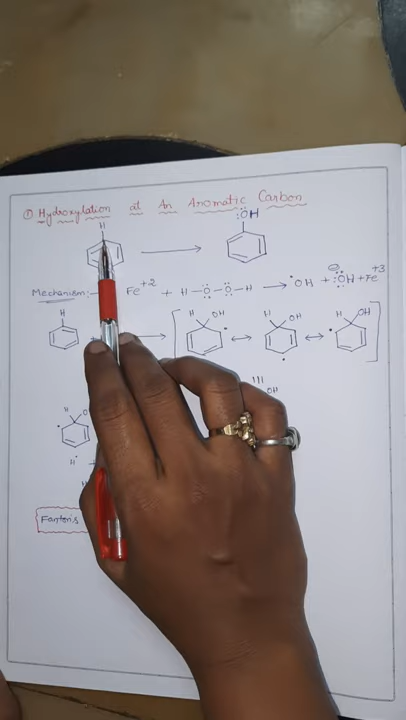 ① Hydroxylation at An Aromatic Carbon
H :ÖH
Mechanism:- Fe+2 + H-O-O-H → •OH + ⊖:OH + Fe+3
H H OH H OH H OH
OH
H
H•
H
Fenton's